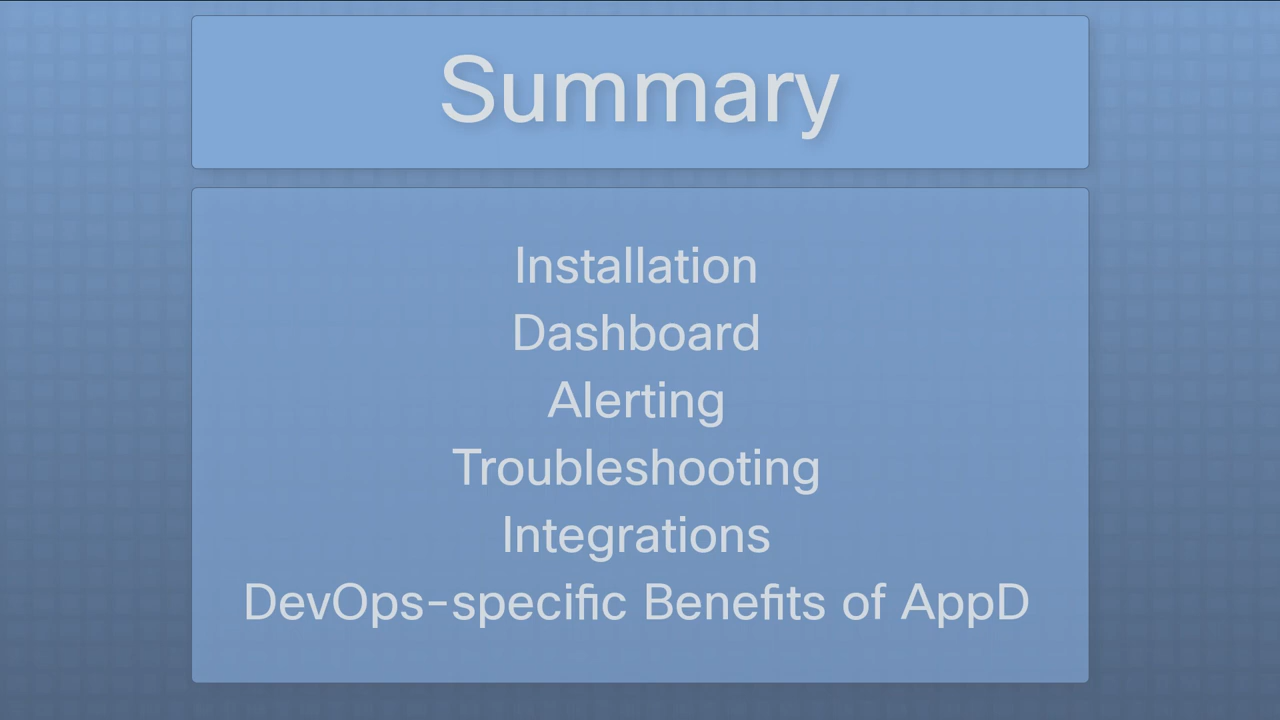 Summary
Installation
Dashboard
Alerting
Troubleshooting
Integrations
DevOps-specific Benefits of AppD